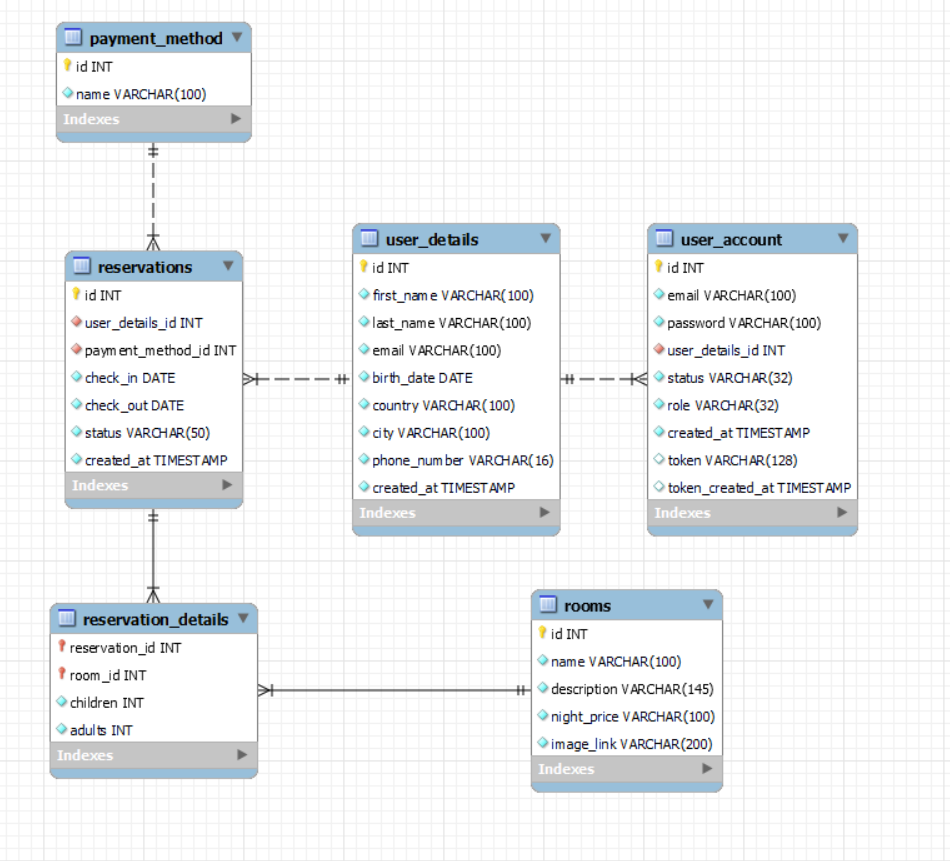 payment_method
id INT
name VARCHAR(100)
Indexes
reservations
id INT
user_details_id INT
payment_method_id INT
check_in DATE
check_out DATE
status VARCHAR(50)
created_at TIMESTAMP
Indexes
user_details
id INT
first_name VARCHAR(100)
last_name VARCHAR(100)
email VARCHAR(100)
birth_date DATE
country VARCHAR(100)
city VARCHAR(100)
phone_number VARCHAR(16)
created_at TIMESTAMP
Indexes
user_account
id INT
email VARCHAR(100)
password VARCHAR(100)
user_details_id INT
status VARCHAR(32)
role VARCHAR(32)
created_at TIMESTAMP
token VARCHAR(128)
token_created_at TIMESTAMP
Indexes
reservation_details
reservation_id INT
room_id INT
children INT
adults INT
Indexes
rooms
id INT
name VARCHAR(100)
description VARCHAR(145)
night_price VARCHAR(100)
image_link VARCHAR(200)
Indexes